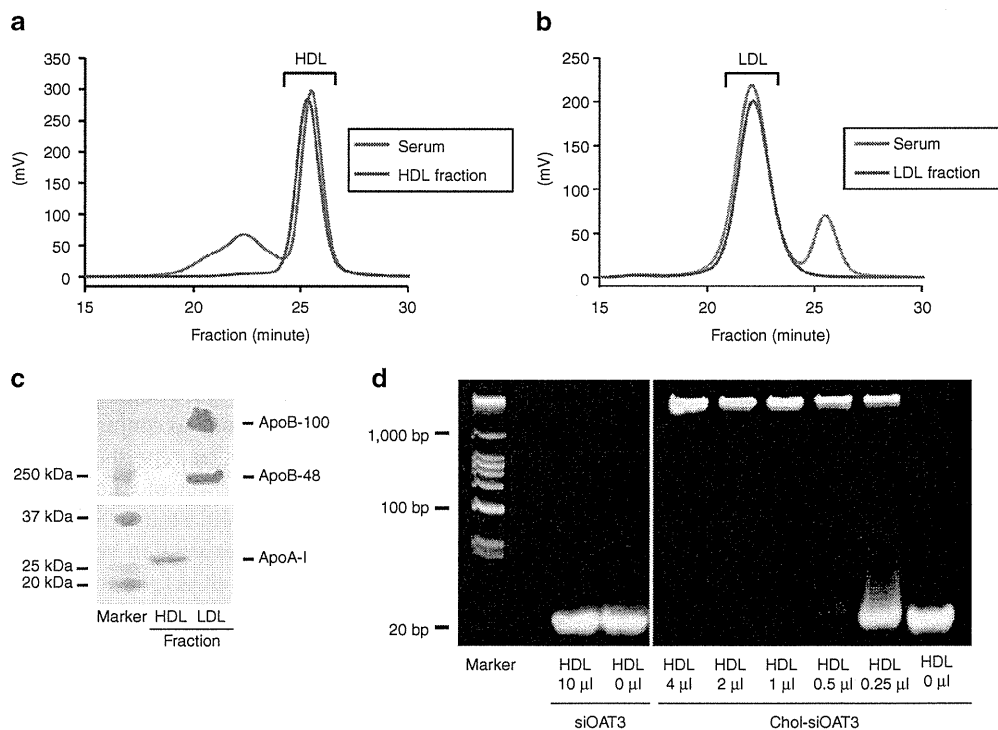 a
HDL
350
300
250
200
150
100
50
0
(mV)
15 20 25 30
Fraction (minute)
Serum
HDL fraction
b
LDL
250
200
150
100
50
0
(mV)
15 20 25 30
Fraction (minute)
Serum
LDL fraction
c
250 kDa
37 kDa
25 kDa
20 kDa
ApoB-100
ApoB-48
ApoA-I
Marker HDL LDL
Fraction
d
1,000 bp
100 bp
20 bp
Marker
HDL HDL HDL HDL HDL HDL HDL HDL
10 µl 0 µl 4 µl 2 µl 1 µl 0.5 µl 0.25 µl 0 µl
siOAT3 Chol-siOAT3